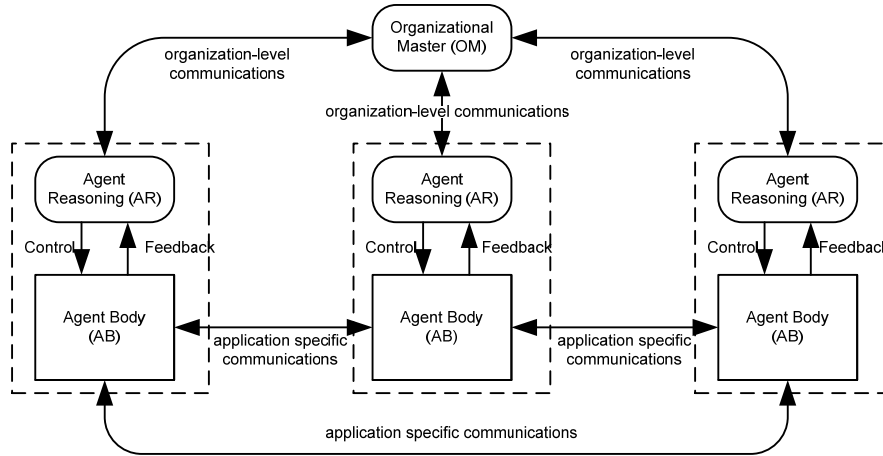 Organizational
Master (OM)
organization-level
communications
organization-level
communications
organization-level communications
Agent
Reasoning (AR)
Agent
Reasoning (AR)
Agent
Reasoning (AR)
Control
Feedback
Control
Feedback
Control
Feedback
Agent Body
(AB)
Agent Body
(AB)
Agent Body
(AB)
application specific
communications
application specific
communications
application specific communications